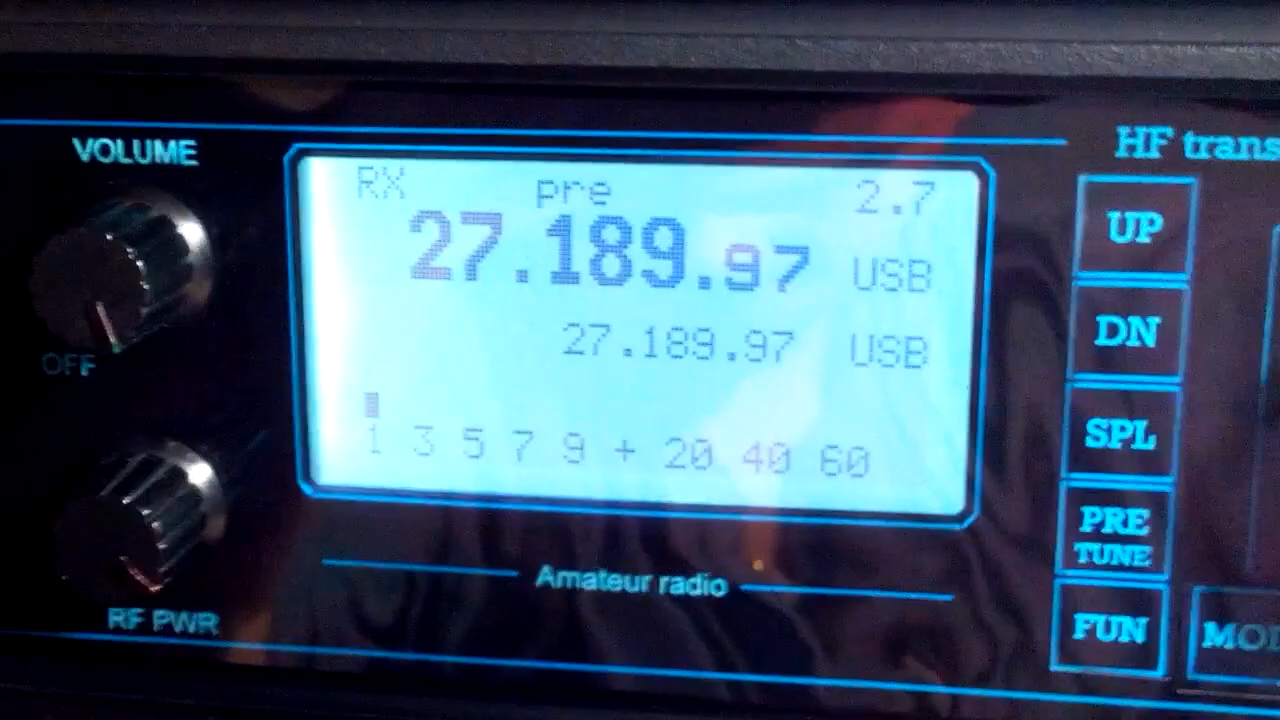 VOLUME
OFF
RF PWR
RX pre 2.7
27.189.97 USB
27.189.97 USB
1 3 5 7 9 + 20 40 60
Amateur radio
HF trans
UP
DN
SPL
PRE
TUNE
FUN
MO